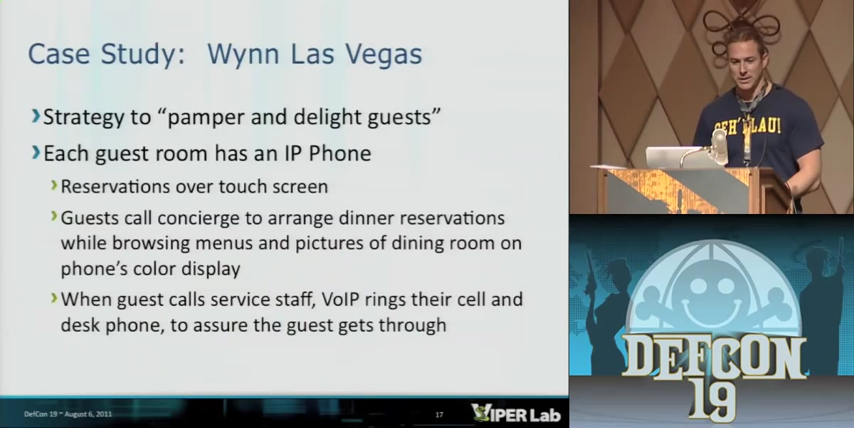 Case Study: Wynn Las Vegas
Strategy to “pamper and delight guests”
Each guest room has an IP Phone
Reservations over touch screen
Guests call concierge to arrange dinner reservations
while browsing menus and pictures of dining room on
phone’s color display
When guest calls service staff, VoIP rings their cell and
desk phone, to assure the guest gets through
DefCon 19 ~ August 6, 2011
17
VIPER Lab
DEFCON
19